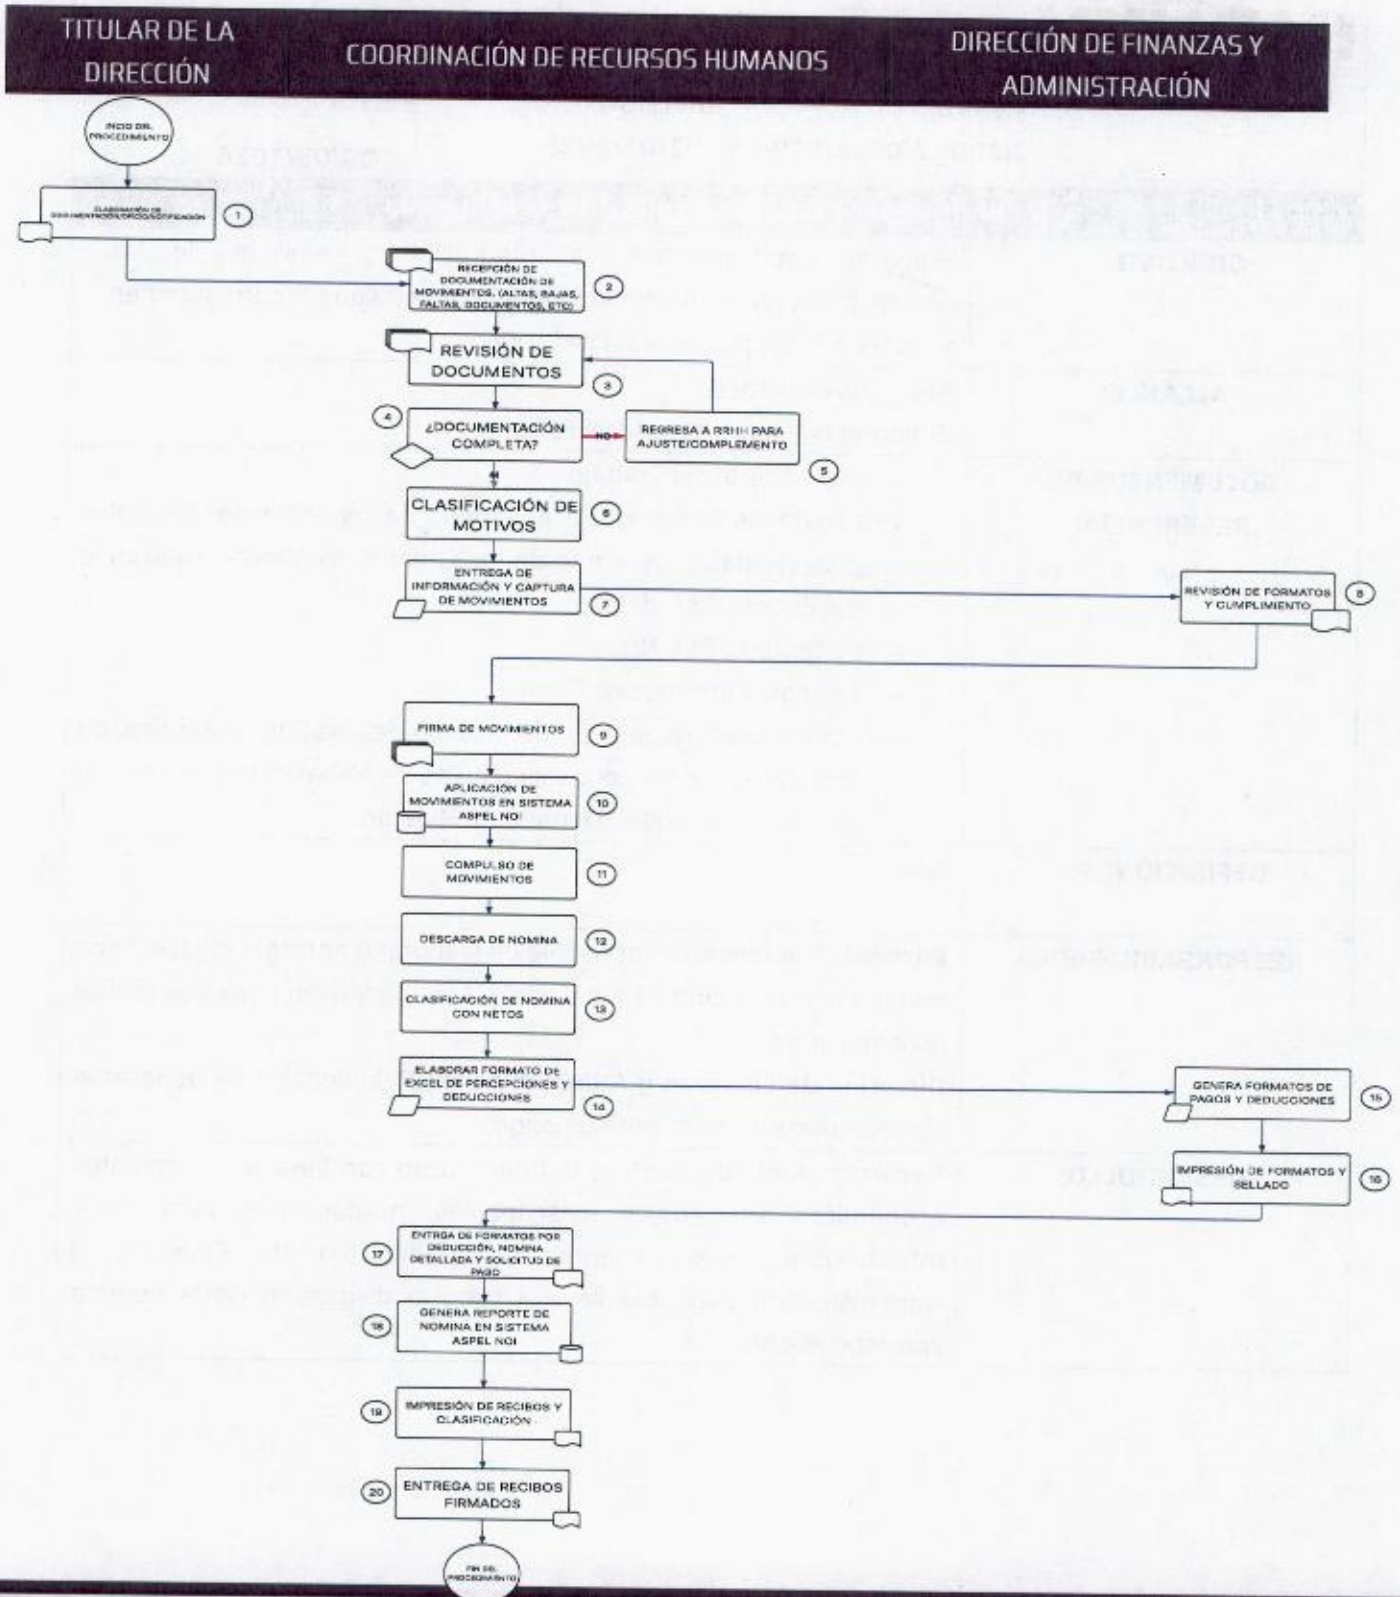 TITULAR DE LA
DIRECCIÓN
COORDINACIÓN DE RECURSOS HUMANOS
DIRECCIÓN DE FINANZAS Y
ADMINISTRACIÓN
INICIO DEL
PROCEDIMIENTO
ELABORACIÓN DE
DOCUMENTACIÓN/OFICIO/NOTIFICACIÓN
1
RECEPCIÓN DE
DOCUMENTACIÓN DE
MOVIMIENTOS. (ALTAS, BAJAS,
FALTAS, DOCUMENTOS, ETC)
2
REVISIÓN DE
DOCUMENTOS
3
4
¿DOCUMENTACIÓN
COMPLETA?
NO
REGRESA A RRHH PARA
AJUSTE/COMPLEMENTO
5
SI
CLASIFICACIÓN DE
MOTIVOS
6
ENTREGA DE
INFORMACIÓN Y CAPTURA
DE MOVIMIENTOS
7
REVISIÓN DE FORMATOS
Y CUMPLIMIENTO
8
FIRMA DE MOVIMIENTOS
9
APLICACIÓN DE
MOVIMIENTOS EN SISTEMA
ASPEL NOI
10
COMPULSO DE
MOVIMIENTOS
11
DESCARGA DE NOMINA
12
CLASIFICACIÓN DE NOMINA
CON NETOS
13
ELABORAR FORMATO DE
EXCEL DE PERCEPCIONES Y
DEDUCCIONES
14
GENERA FORMATOS DE
PAGOS Y DEDUCCIONES
15
IMPRESIÓN DE FORMATOS Y
SELLADO
16
17
ENTRGA DE FORMATOS POR
DEDUCCIÓN, NOMINA
DETALLADA Y SOLICITUD DE
PAGO
18
GENERA REPORTE DE
NOMINA EN SISTEMA
ASPEL NOI
19
IMPRESIÓN DE RECIBOS Y
CLASIFICACIÓN
20
ENTREGA DE RECIBOS
FIRMADOS
FIN DEL
PROCEDIMIENTO